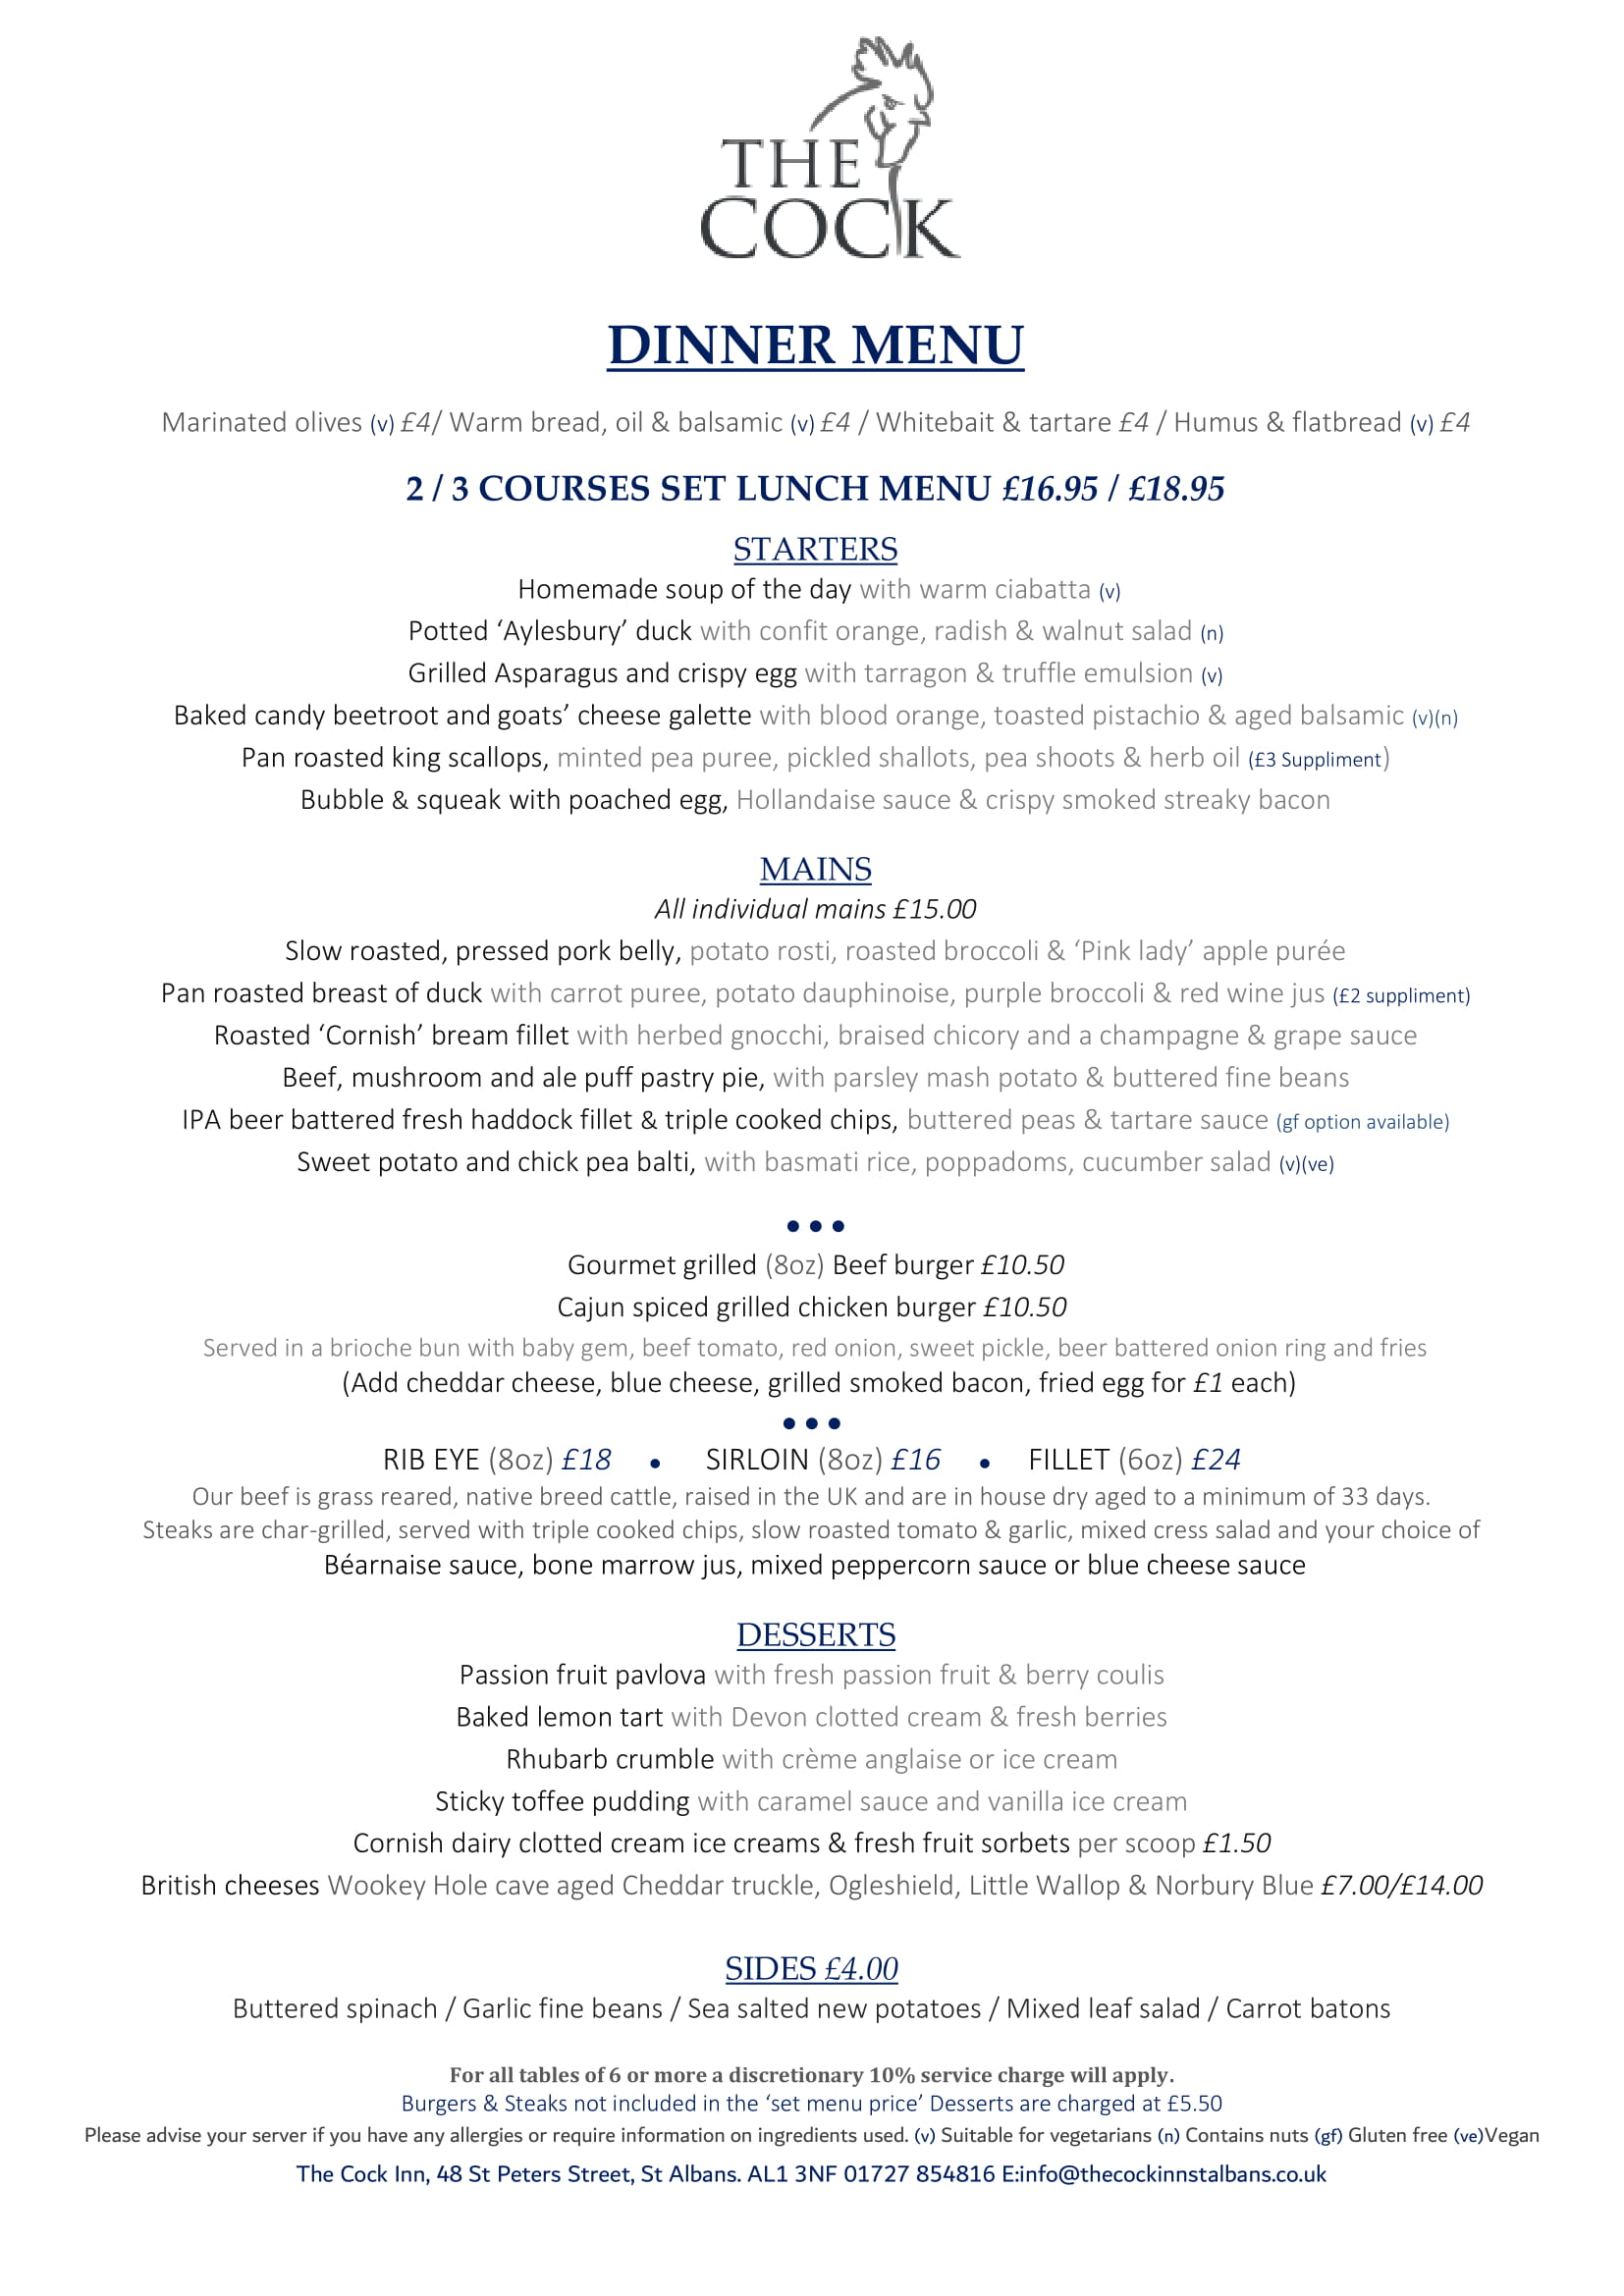 THE
COCK
DINNER MENU
Marinated olives (v) £4/ Warm bread, oil & balsamic (v) £4 / Whitebait & tartare £4 / Humus & flatbread (v) £4
2 / 3 COURSES SET LUNCH MENU £16.95 / £18.95
STARTERS
Homemade soup of the day with warm ciabatta (v)
Potted ‘Aylesbury’ duck with confit orange, radish & walnut salad (n)
Grilled Asparagus and crispy egg with tarragon & truffle emulsion (v)
Baked candy beetroot and goats’ cheese galette with blood orange, toasted pistachio & aged balsamic (v)(n)
Pan roasted king scallops, minted pea puree, pickled shallots, pea shoots & herb oil (£3 Suppliment)
Bubble & squeak with poached egg, Hollandaise sauce & crispy smoked streaky bacon
MAINS
All individual mains £15.00
Slow roasted, pressed pork belly, potato rosti, roasted broccoli & ‘Pink lady’ apple purée
Pan roasted breast of duck with carrot puree, potato dauphinoise, purple broccoli & red wine jus (£2 suppliment)
Roasted ‘Cornish’ bream fillet with herbed gnocchi, braised chicory and a champagne & grape sauce
Beef, mushroom and ale puff pastry pie, with parsley mash potato & buttered fine beans
IPA beer battered fresh haddock fillet & triple cooked chips, buttered peas & tartare sauce (gf option available)
Sweet potato and chick pea balti, with basmati rice, poppadoms, cucumber salad (v)(ve)
● ● ●
Gourmet grilled (8oz) Beef burger £10.50
Cajun spiced grilled chicken burger £10.50
Served in a brioche bun with baby gem, beef tomato, red onion, sweet pickle, beer battered onion ring and fries
(Add cheddar cheese, blue cheese, grilled smoked bacon, fried egg for £1 each)
● ● ●
RIB EYE (8oz) £18 ● SIRLOIN (8oz) £16 ● FILLET (6oz) £24
Our beef is grass reared, native breed cattle, raised in the UK and are in house dry aged to a minimum of 33 days.
Steaks are char-grilled, served with triple cooked chips, slow roasted tomato & garlic, mixed cress salad and your choice of
Béarnaise sauce, bone marrow jus, mixed peppercorn sauce or blue cheese sauce
DESSERTS
Passion fruit pavlova with fresh passion fruit & berry coulis
Baked lemon tart with Devon clotted cream & fresh berries
Rhubarb crumble with crème anglaise or ice cream
Sticky toffee pudding with caramel sauce and vanilla ice cream
Cornish dairy clotted cream ice creams & fresh fruit sorbets per scoop £1.50
British cheeses Wookey Hole cave aged Cheddar truckle, Ogleshield, Little Wallop & Norbury Blue £7.00/£14.00
SIDES £4.00
Buttered spinach / Garlic fine beans / Sea salted new potatoes / Mixed leaf salad / Carrot batons
For all tables of 6 or more a discretionary 10% service charge will apply.
Burgers & Steaks not included in the ‘set menu price’ Desserts are charged at £5.50
Please advise your server if you have any allergies or require information on ingredients used. (v) Suitable for vegetarians (n) Contains nuts (gf) Gluten free (ve)Vegan
The Cock Inn, 48 St Peters Street, St Albans. AL1 3NF 01727 854816 E:info@thecockinnstalbans.co.uk